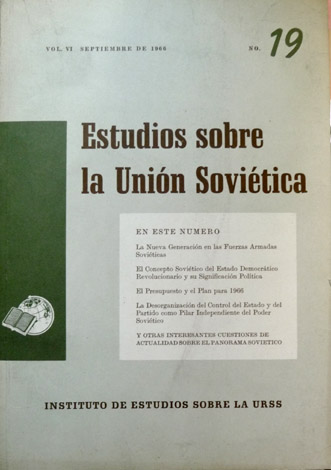 VOL. VI SEPTIEMBRE DE 1966 NO. 19
Estudios sobre
la Unión Soviética
EN ESTE NUMERO
La Nueva Generación en las Fuerzas Armadas
Soviéticas
El Concepto Soviético del Estado Democrático
Revolucionario y su Significación Política
El Presupuesto y el Plan para 1966
La Desorganización del Control del Estado y del
Partido como Pilar Independiente del Poder
Soviético
Y OTRAS INTERESANTES CUESTIONES DE
ACTUALIDAD SOBRE EL PANORAMA SOVIETICO
INSTITUTO DE ESTUDIOS SOBRE LA URSS